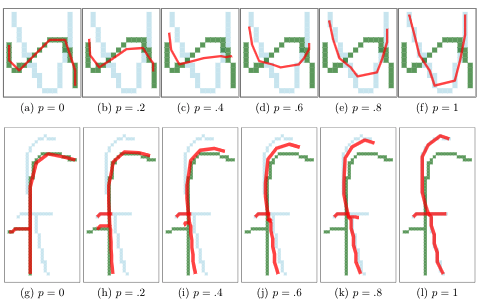 (a) p = 0 (b) p = .2 (c) p = .4 (d) p = .6 (e) p = .8 (f) p = 1
(g) p = 0 (h) p = .2 (i) p = .4 (j) p = .6 (k) p = .8 (l) p = 1